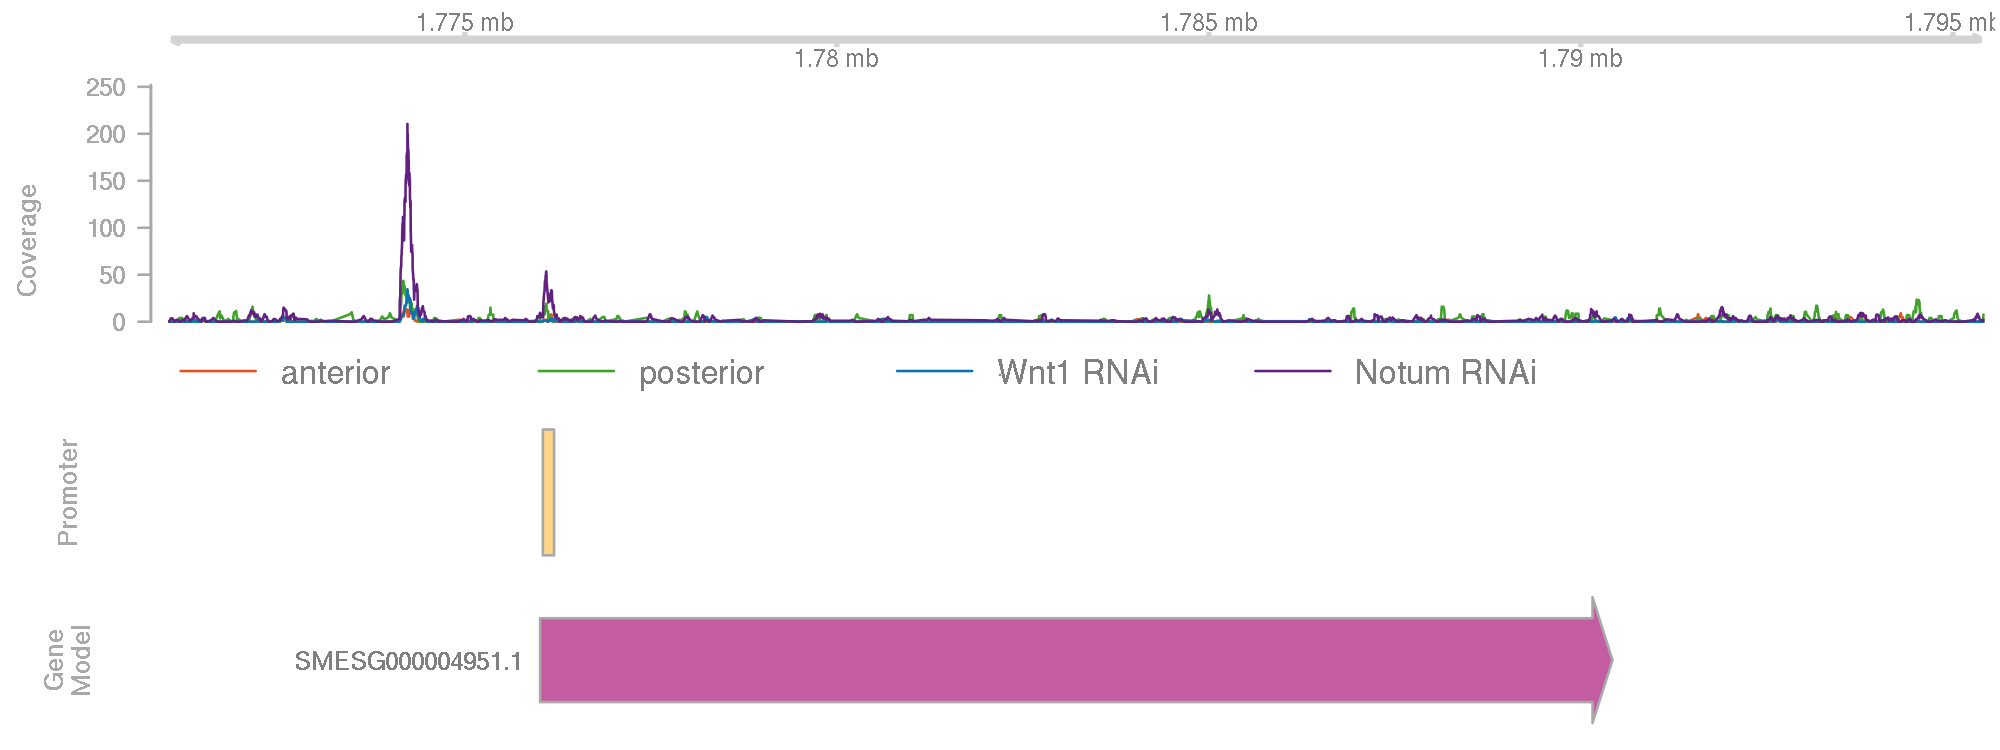 1.775 mb
1.785 mb
1.795 mb
1.78 mb
1.79 mb
250
200
150
100
50
0
Coverage
anterior
posterior
Wnt1 RNAi
Notum RNAi
Promoter
Gene
Model
SMESG000004951.1